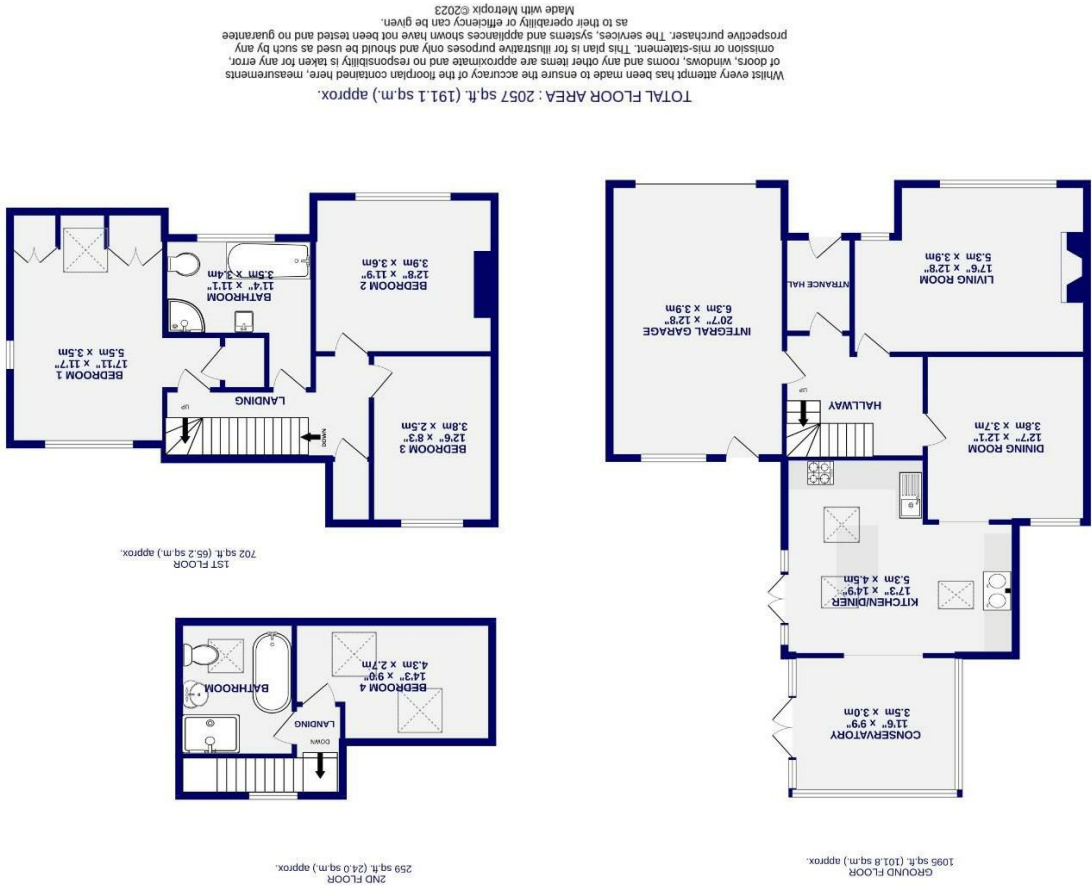 GROUND FLOOR
1095 sq.ft. (101.8 sq.m.) approx.
CONSERVATORY
11'6" x 9'9"
3.5m x 3.0m
KITCHEN/DINER
17'3" x 14'9"
5.3m x 4.5m
DINING ROOM
12'7" x 12'1"
3.8m x 3.7m
HALLWAY
UP
INTEGRAL GARAGE
20'7" x 12'8"
6.3m x 3.9m
NTRANCE HAL
LIVING ROOM
17'6" x 12'8"
5.3m x 3.9m
2ND FLOOR
259 sq.ft. (24.0 sq.m.) approx.
DOWN
LANDING
BATHROOM
BEDROOM 4
14'3" x 9'0"
4.3m x 2.7m
1ST FLOOR
702 sq.ft. (65.2 sq.m.) approx.
BEDROOM 3
12'6" x 8'3"
3.8m x 2.5m
DOWN
UP
LANDING
BEDROOM 1
17'11" x 11'7"
5.5m x 3.5m
BATHROOM
11'4" x 11'1"
3.5m x 3.4m
BEDROOM 2
12'8" x 11'9"
3.9m x 3.6m
TOTAL FLOOR AREA : 2057 sq.ft. (191.1 sq.m.) approx.
Whilst every attempt has been made to ensure the accuracy of the floorplan contained here, measurements
of doors, windows, rooms and any other items are approximate and no responsibility is taken for any error,
omission or mis-statement. This plan is for illustrative purposes only and should be used as such by any
prospective purchaser. The services, systems and appliances shown have not been tested and no guarantee
as to their operability or efficiency can be given.
Made with Metropix ©2023